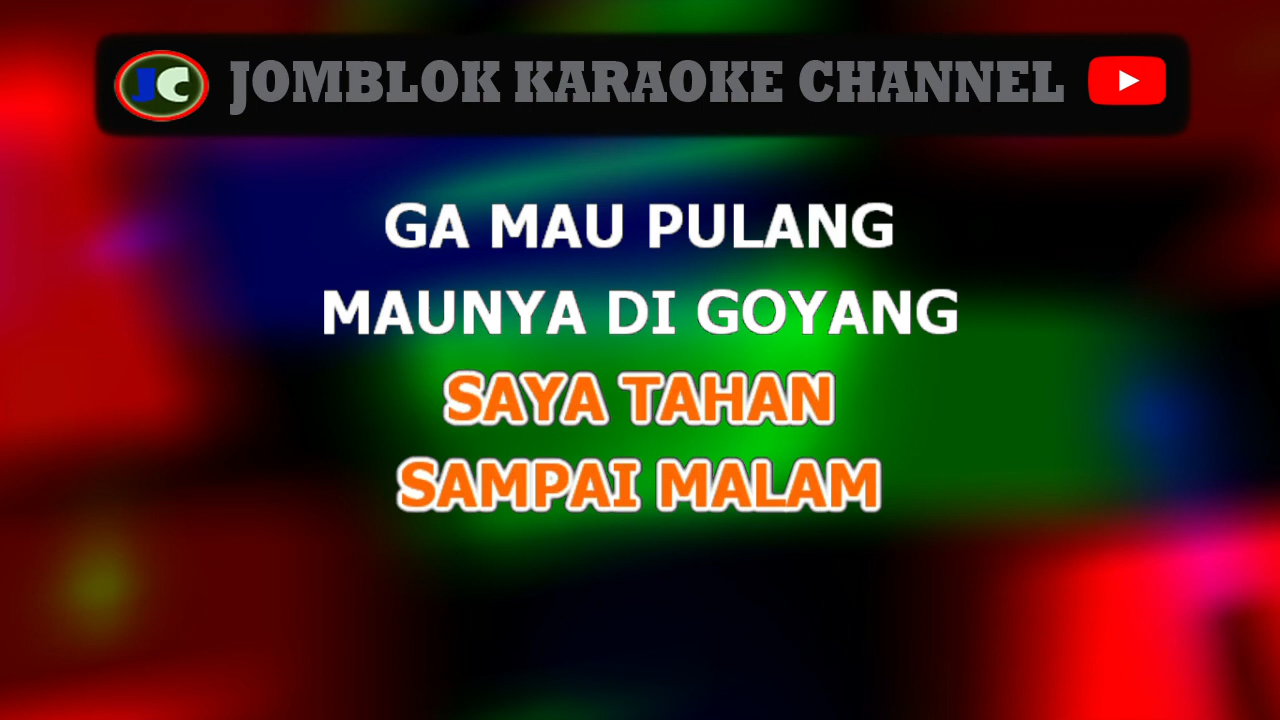 JC JOMBLOK KARAOKE CHANNEL
GA MAU PULANG
MAUNYA DI GOYANG
SAYA TAHAN
SAMPAI MALAM